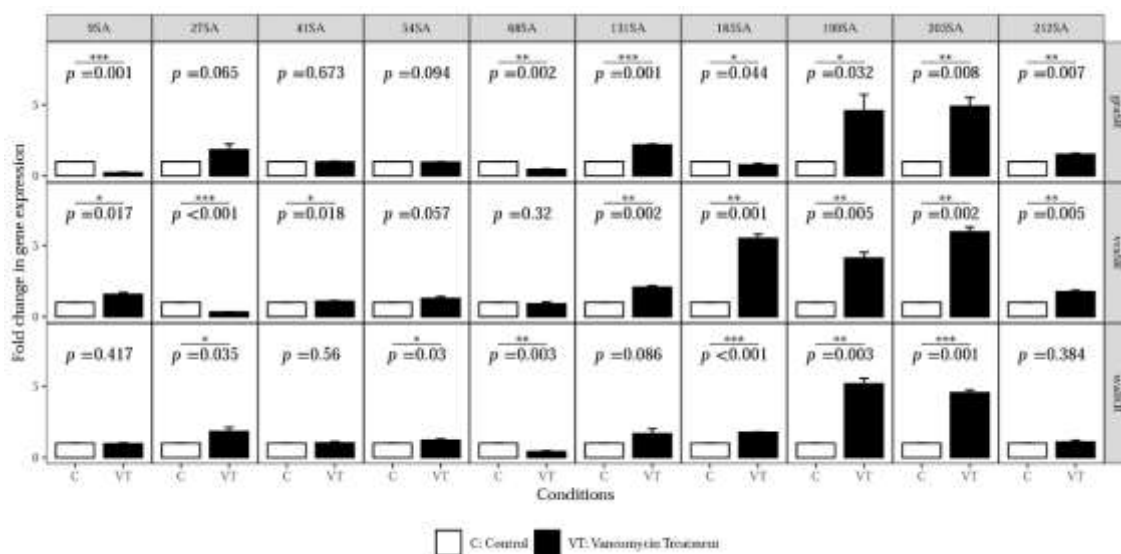 9SA 27SA 41SA 54SA 68SA 131SA 185SA 190SA 203SA 212SA
*** ** *** * * ** **
p =0.001 p =0.065 p =0.673 p =0.094 p =0.002 p =0.001 p =0.044 p =0.032 p =0.008 p =0.007
5
0
graSR
* *** * ** ** ** ** **
p =0.017 p <0.001 p =0.018 p =0.057 p =0.32 p =0.002 p =0.001 p =0.005 p =0.002 p =0.005
5
0
vraSR
* * ** *** ** ***
p =0.417 p =0.035 p =0.56 p =0.03 p =0.003 p =0.086 p <0.001 p =0.003 p =0.001 p =0.384
5
0
walKR
Fold change in gene expression
C VT C VT C VT C VT C VT C VT C VT C VT C VT C VT
Conditions
C: Control VT: Vancomycin Treatment